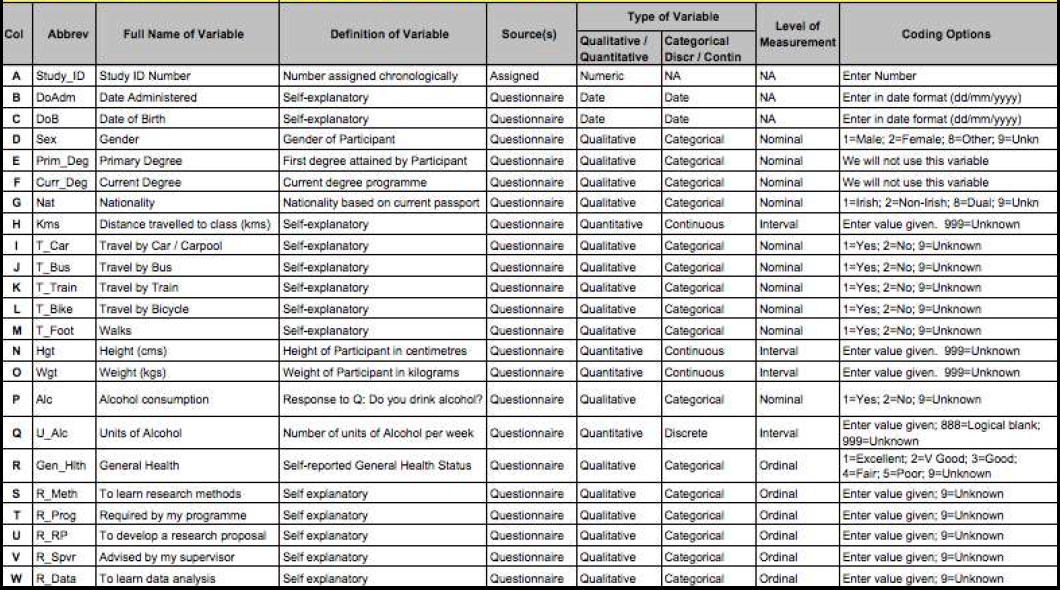 Col Abbrev Full Name of Variable Definition of Variable Source(s) Type of Variable Level of Measurement Coding Options
Qualitative / Quantitative Categorical Discr / Contin
A Study_ID Study ID Number Number assigned chronologically Assigned Numeric NA NA Enter Number
B DoAdm Date Administered Self-explanatory Questionnaire Date Date NA Enter in date format (dd/mm/yyyy)
C DoB Date of Birth Self-explanatory Questionnaire Date Date NA Enter in date format (dd/mm/yyyy)
D Sex Gender Gender of Participant Questionnaire Qualitative Categorical Nominal 1=Male; 2=Female; 8=Other; 9=Unkn
E Prim_Deg Primary Degree First degree attained by Participant Questionnaire Qualitative Categorical Nominal We will not use this variable
F Curr_Deg Current Degree Current degree programme Questionnaire Qualitative Categorical Nominal We will not use this variable
G Nat Nationality Nationality based on current passport Questionnaire Qualitative Categorical Nominal 1=Irish; 2=Non-Irish; 8=Dual; 9=Unkn
H Kms Distance travelled to class (kms) Self-explanatory Questionnaire Quantitative Continuous Interval Enter value given. 999=Unknown
I T_Car Travel by Car / Carpool Self-explanatory Questionnaire Qualitative Categorical Nominal 1=Yes; 2=No; 9=Unknown
J T_Bus Travel by Bus Self-explanatory Questionnaire Qualitative Categorical Nominal 1=Yes; 2=No; 9=Unknown
K T_Train Travel by Train Self-explanatory Questionnaire Qualitative Categorical Nominal 1=Yes; 2=No; 9=Unknown
L T_Bike Travel by Bicycle Self-explanatory Questionnaire Qualitative Categorical Nominal 1=Yes; 2=No; 9=Unknown
M T_Foot Walks Self-explanatory Questionnaire Qualitative Categorical Nominal 1=Yes; 2=No; 9=Unknown
N Hgt Height (cms) Height of Participant in centimetres Questionnaire Quantitative Continuous Interval Enter value given. 999=Unknown
O Wgt Weight (kgs) Weight of Participant in kilograms Questionnaire Quantitative Continuous Interval Enter value given. 999=Unknown
P Alc Alcohol consumption Response to Q: Do you drink alcohol? Questionnaire Qualitative Categorical Nominal 1=Yes; 2=No; 9=Unknown
Q U_Alc Units of Alcohol Number of units of Alcohol per week Questionnaire Quantitative Discrete Interval Enter value given; 888=Logical blank;
999=Unknown
R Gen_Hlth General Health Self-reported General Health Status Questionnaire Qualitative Categorical Ordinal 1=Excellent; 2=V Good; 3=Good;
4=Fair; 5=Poor; 9=Unknown
S R_Meth To learn research methods Self explanatory Questionnaire Qualitative Categorical Ordinal Enter value given; 9=Unknown
T R_Prog Required by my programme Self explanatory Questionnaire Qualitative Categorical Ordinal Enter value given; 9=Unknown
U R_RP To develop a research proposal Self explanatory Questionnaire Qualitative Categorical Ordinal Enter value given; 9=Unknown
V R_Spvr Advised by my supervisor Self explanatory Questionnaire Qualitative Categorical Ordinal Enter value given; 9=Unknown
W R_Data To learn data analysis Self explanatory Questionnaire Qualitative Categorical Ordinal Enter value given; 9=Unknown